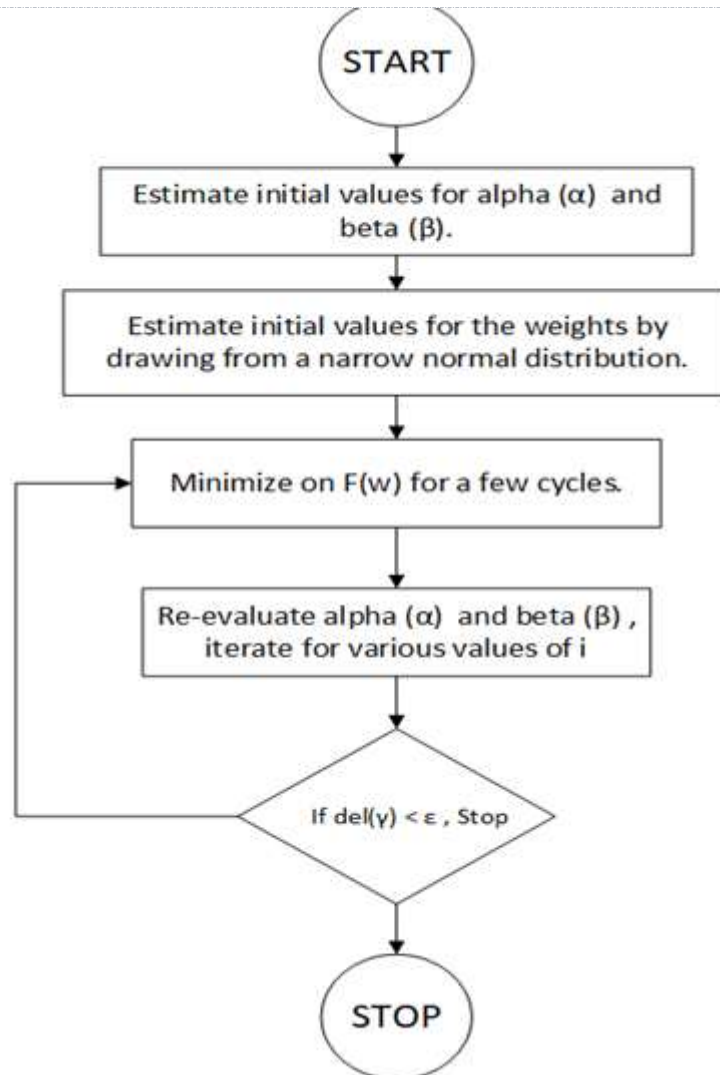 START
Estimate initial values for alpha (α) and
beta (β).
Estimate initial values for the weights by
drawing from a narrow normal distribution.
Minimize on F(w) for a few cycles.
Re-evaluate alpha (α) and beta (β) ,
iterate for various values of i
If del(γ) < ε , Stop
STOP